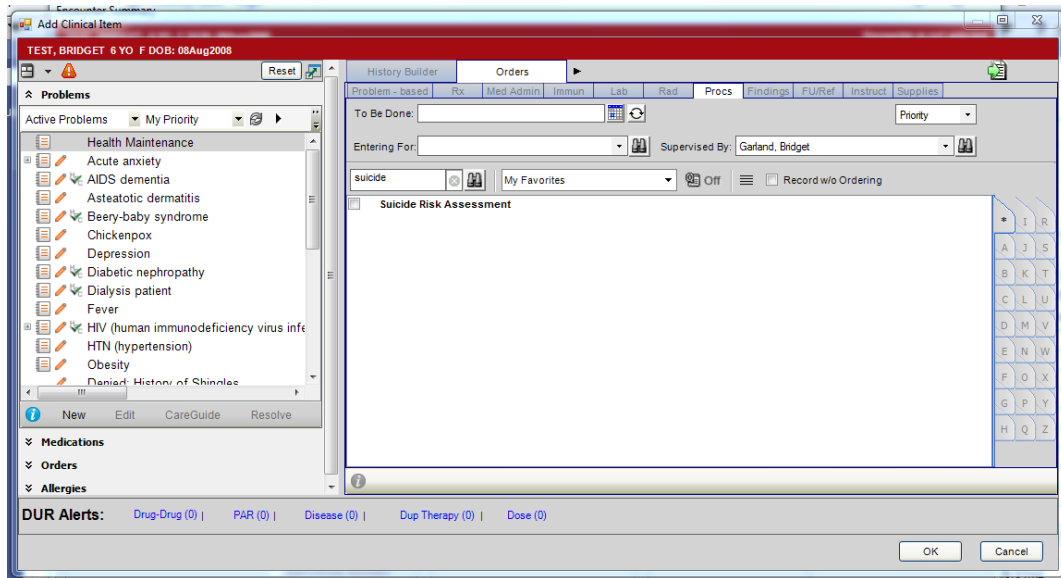 Encounter Summary
Add Clinical Item
TEST, BRIDGET 6 YO F DOB: 08Aug2008
Reset
Problems
Active Problems My Priority
Health Maintenance
Acute anxiety
AIDS dementia
Asteatotic dermatitis
Beery-baby syndrome
Chickenpox
Depression
Diabetic nephropathy
Dialysis patient
Fever
HIV (human immunodeficiency virus infe
HTN (hypertension)
Obesity
Denied: History of Shingles
New Edit CareGuide Resolve
Medications
Orders
Allergies
History Builder Orders
Problem - based Rx Med Admin Immun Lab Rad Procs Findings FU/Ref Instruct Supplies
To Be Done: Priority
Entering For: Supervised By: Garland, Bridget
suicide My Favorites Off Record w/o Ordering
Suicide Risk Assessment
* I R
A J S
B K T
C L U
D M V
E N W
F O X
G P Y
H Q Z
DUR Alerts: Drug-Drug (0) | PAR (0) | Disease (0) | Dup Therapy (0) | Dose (0)
OK Cancel